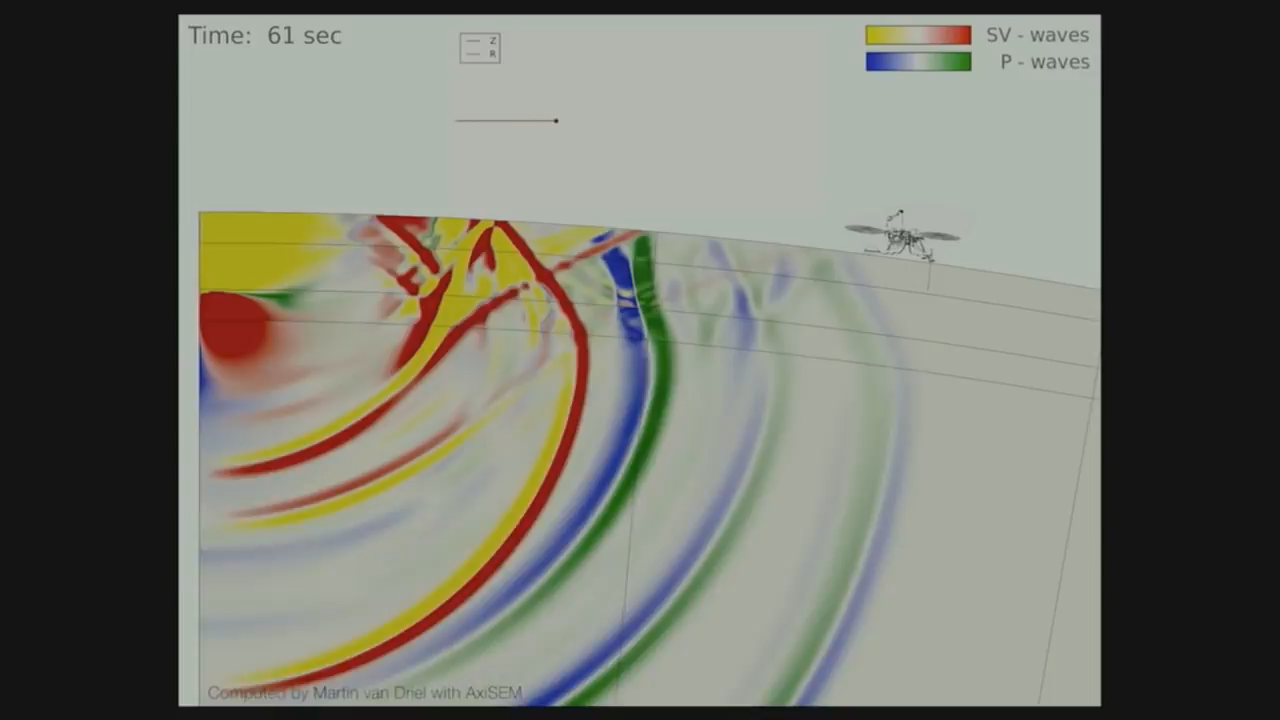 Time: 61 sec
Z
R
SV - waves
P - waves
Computed by Martin van Driel with AxiSEM